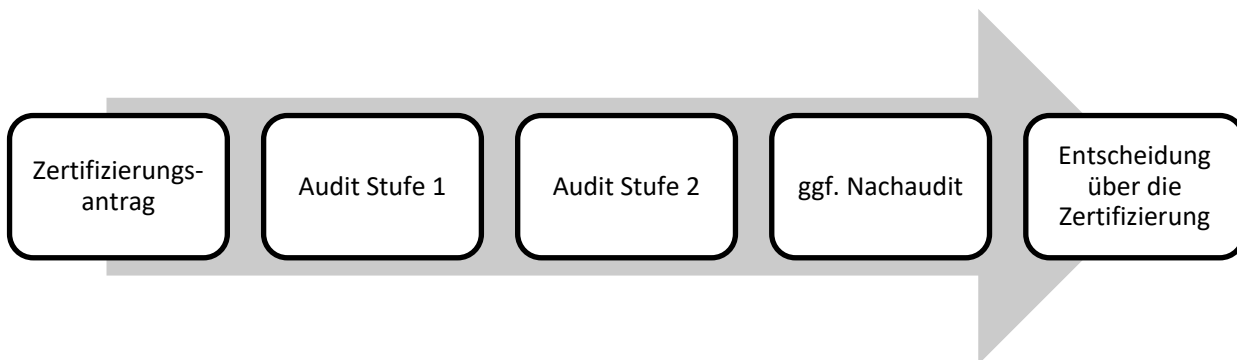 Zertifizierungs-
antrag
Audit Stufe 1
Audit Stufe 2
ggf. Nachaudit
Entscheidung
über die
Zertifizierung